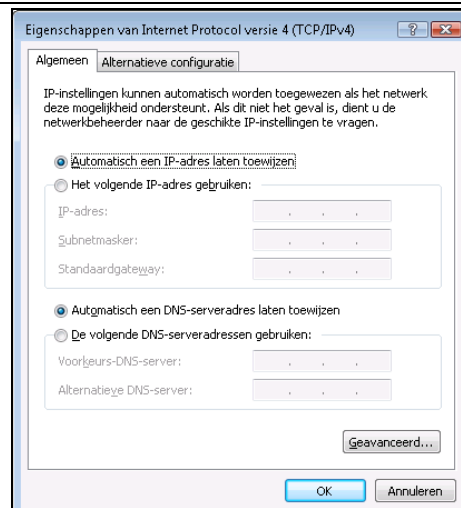 Eigenschappen van Internet Protocol versie 4 (TCP/IPv4)
Algemeen
Alternatieve configuratie
IP-instellingen kunnen automatisch worden toegewezen als het netwerk
deze mogelijkheid ondersteunt. Als dit niet het geval is, dient u de
netwerkbeheerder naar de geschikte IP-instellingen te vragen.
Automatisch een IP-adres laten toewijzen
Het volgende IP-adres gebruiken:
IP-adres:
Subnetmasker:
Standaardgateway:
Automatisch een DNS-serveradres laten toewijzen
De volgende DNS-serveradressen gebruiken:
Voorkeurs-DNS-server:
Alternatieve DNS-server:
Geavanceerd...
OK
Annuleren